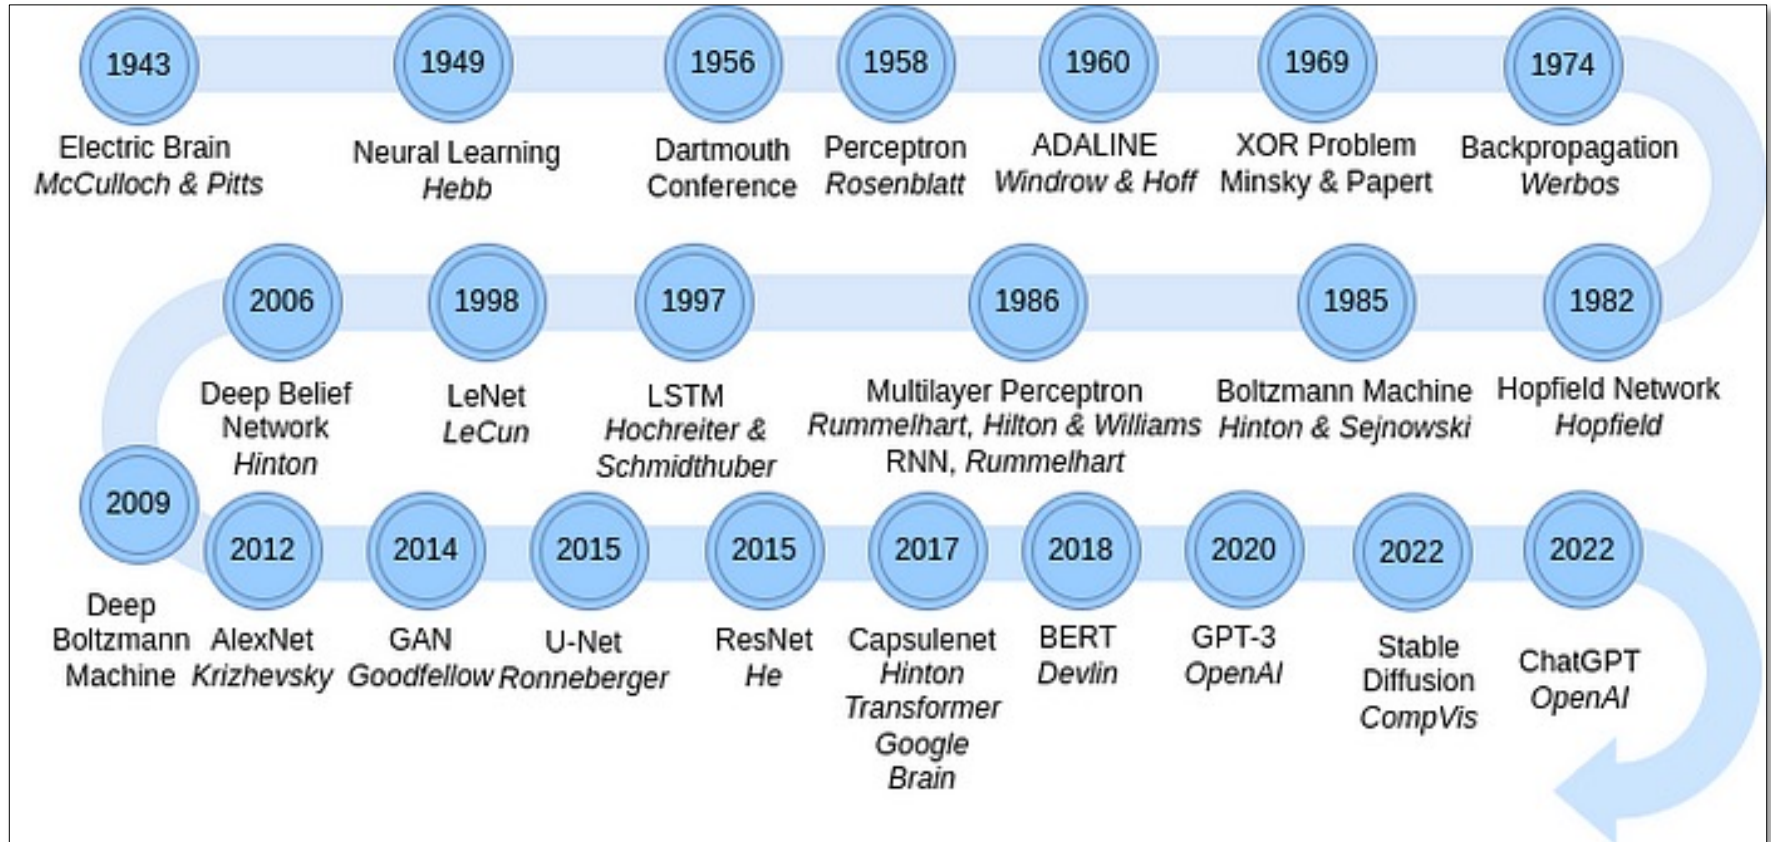 1943
Electric Brain
McCulloch & Pitts
1949
Neural Learning
Hebb
1956
Dartmouth
Conference
1958
Perceptron
Rosenblatt
1960
ADALINE
Windrow & Hoff
1969
XOR Problem
Minsky & Papert
1974
Backpropagation
Werbos
1982
Hopfield Network
Hopfield
1985
Boltzmann Machine
Hinton & Sejnowski
1986
Multilayer Perceptron
Rummelhart, Hilton & Williams
RNN, Rummelhart
1997
LSTM
Hochreiter &
Schmidthuber
1998
LeNet
LeCun
2006
Deep Belief
Network
Hinton
2009
Deep
Boltzmann
Machine
2012
AlexNet
Krizhevsky
2014
GAN
Goodfellow
2015
U-Net
Ronneberger
2015
ResNet
He
2017
Capsulenet
Hinton
Transformer
Google
Brain
2018
BERT
Devlin
2020
GPT-3
OpenAI
2022
Stable
Diffusion
CompVis
2022
ChatGPT
OpenAI